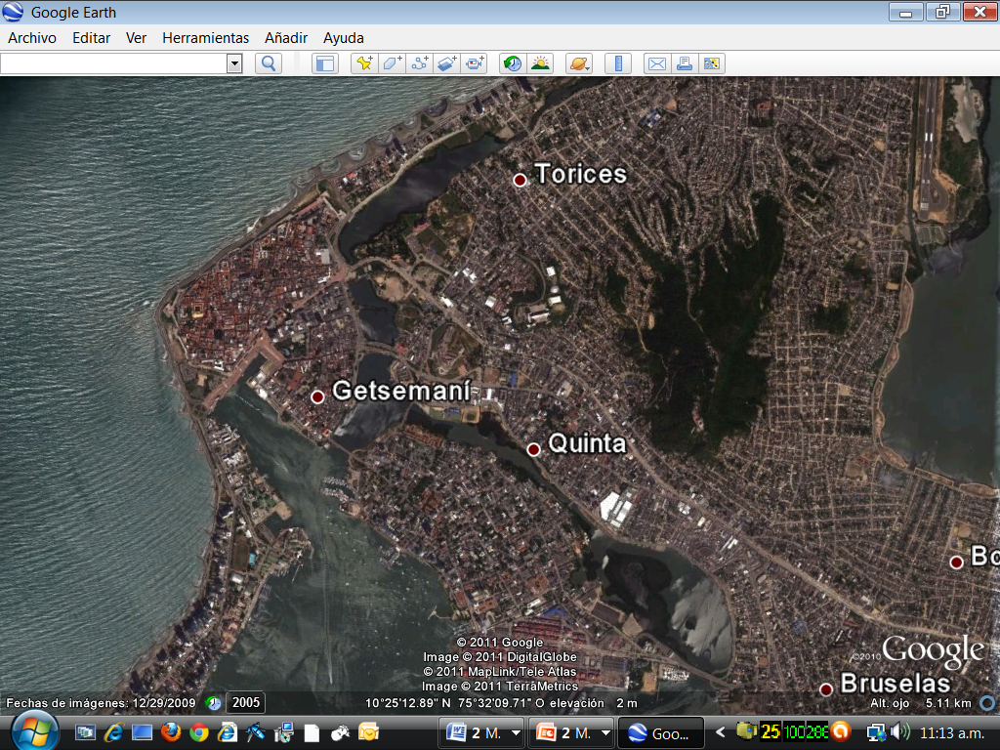 Google Earth
Archivo Editar Ver Herramientas Añadir Ayuda
Torices
Getsemaní
Quinta
Bo
© 2011 Google
Image © 2011 DigitalGlobe
© 2011 MapLink/Tele Atlas
Image © 2011 TerraMetrics
©2010 Google
Bruselas
Fechas de imágenes: 12/29/2009 2005 10°25'12.89" N 75°32'09.71" O elevación 2 m Alt. ojo 5.11 km
2 M. 2 M. Goo... 25 11:13 a.m.